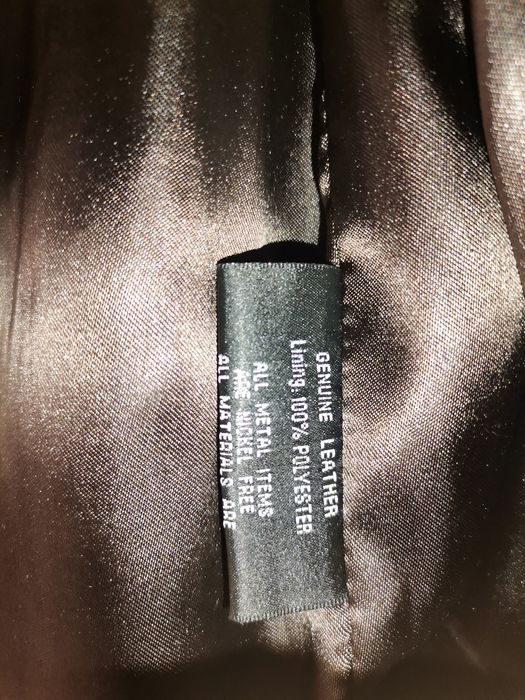 GENUINE LEATHER
Lining: 100% POLYESTER
ALL METAL ITEMS
ARE NICKEL FREE
ALL MATERIALS ARE